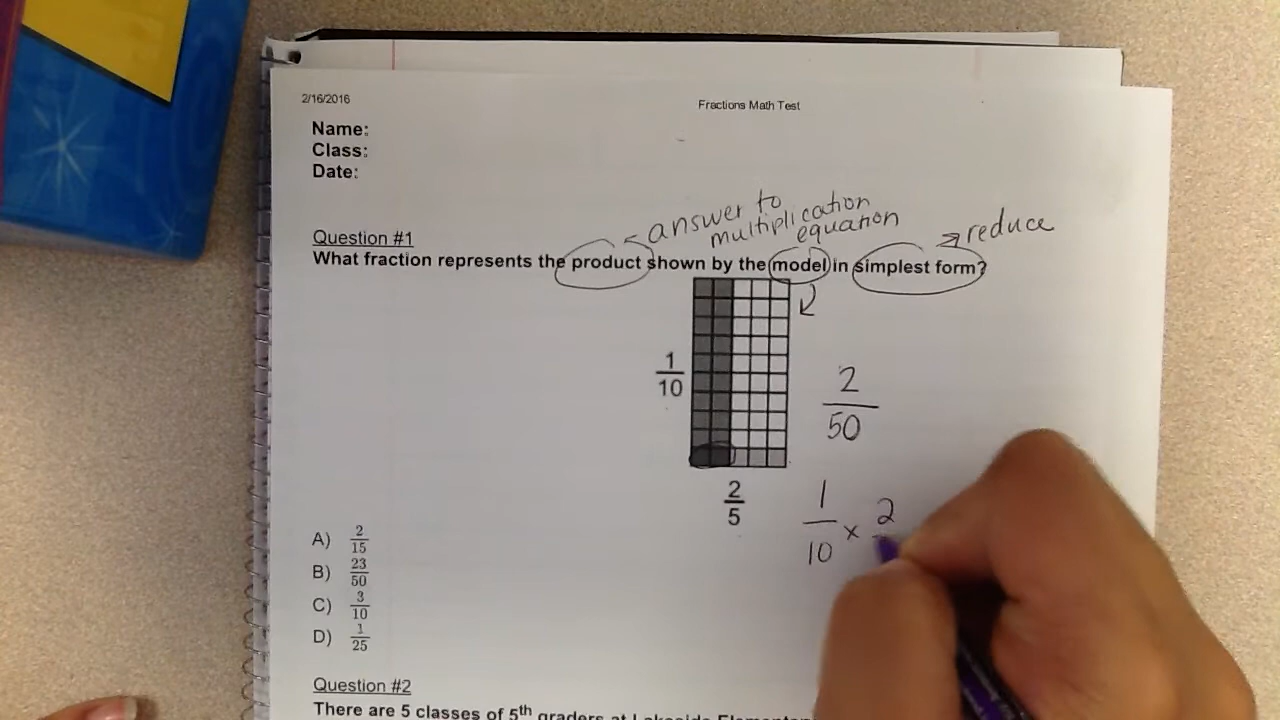 2/16/2016
Fractions Math Test
Name:
Class:
Date:
answer to
multiplication
equation
reduce
Question #1
What fraction represents the product shown by the model in simplest form?
1
10
2
50
2
5
1
10
×
2
A) 2/15
B) 23/50
C) 3/10
D) 1/25
Question #2
There are 5 classes of 5th graders at Lakeside